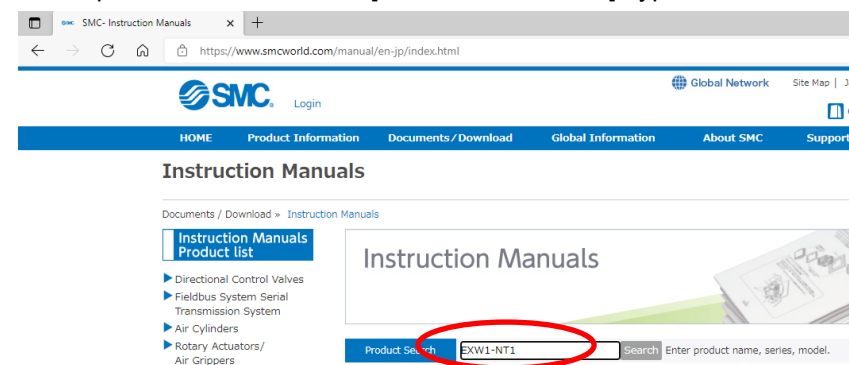 SMC- Instruction Manuals
https://www.smcworld.com/manual/en-jp/index.html
SMC. Login
Global Network Site Map | J
HOME Product Information Documents/Download Global Information About SMC Support
Instruction Manuals
Documents / Download » Instruction Manuals
Instruction Manuals
Product list
Directional Control Valves
Fieldbus System Serial
Transmission System
Air Cylinders
Rotary Actuators/
Air Grippers
Instruction Manuals
Product Search EXW1-NT1 Search Enter product name, series, model.